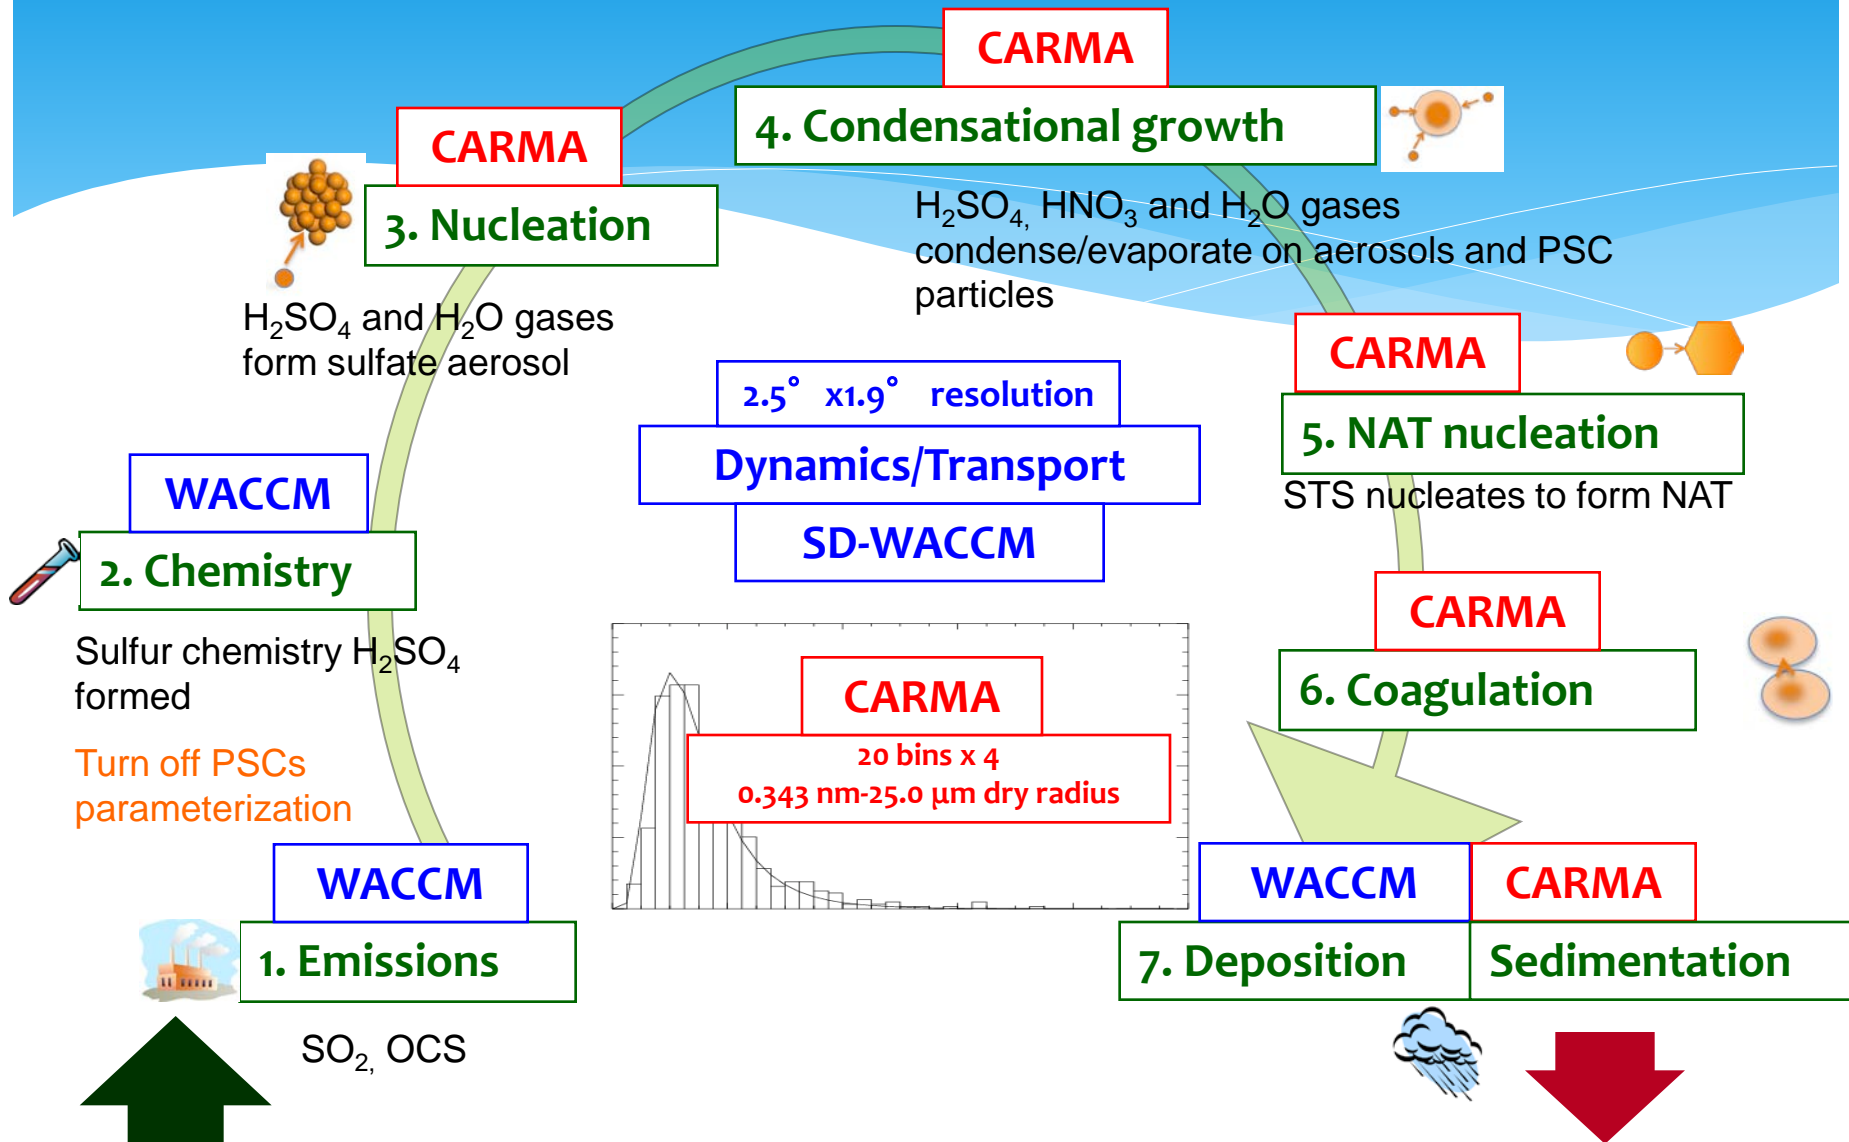 CARMA
4. Condensational growth
H₂SO₄, HNO₃ and H₂O gases
condense/evaporate on aerosols and PSC
particles
CARMA
3. Nucleation
H₂SO₄ and H₂O gases
form sulfate aerosol
CARMA
5. NAT nucleation
STS nucleates to form NAT
2.5° x1.9° resolution
Dynamics/Transport
SD-WACCM
WACCM
2. Chemistry
Sulfur chemistry H₂SO₄
formed
Turn off PSCs
parameterization
CARMA
6. Coagulation
CARMA
20 bins x 4
0.343 nm-25.0 µm dry radius
WACCM
1. Emissions
SO₂, OCS
WACCM CARMA
7. Deposition Sedimentation